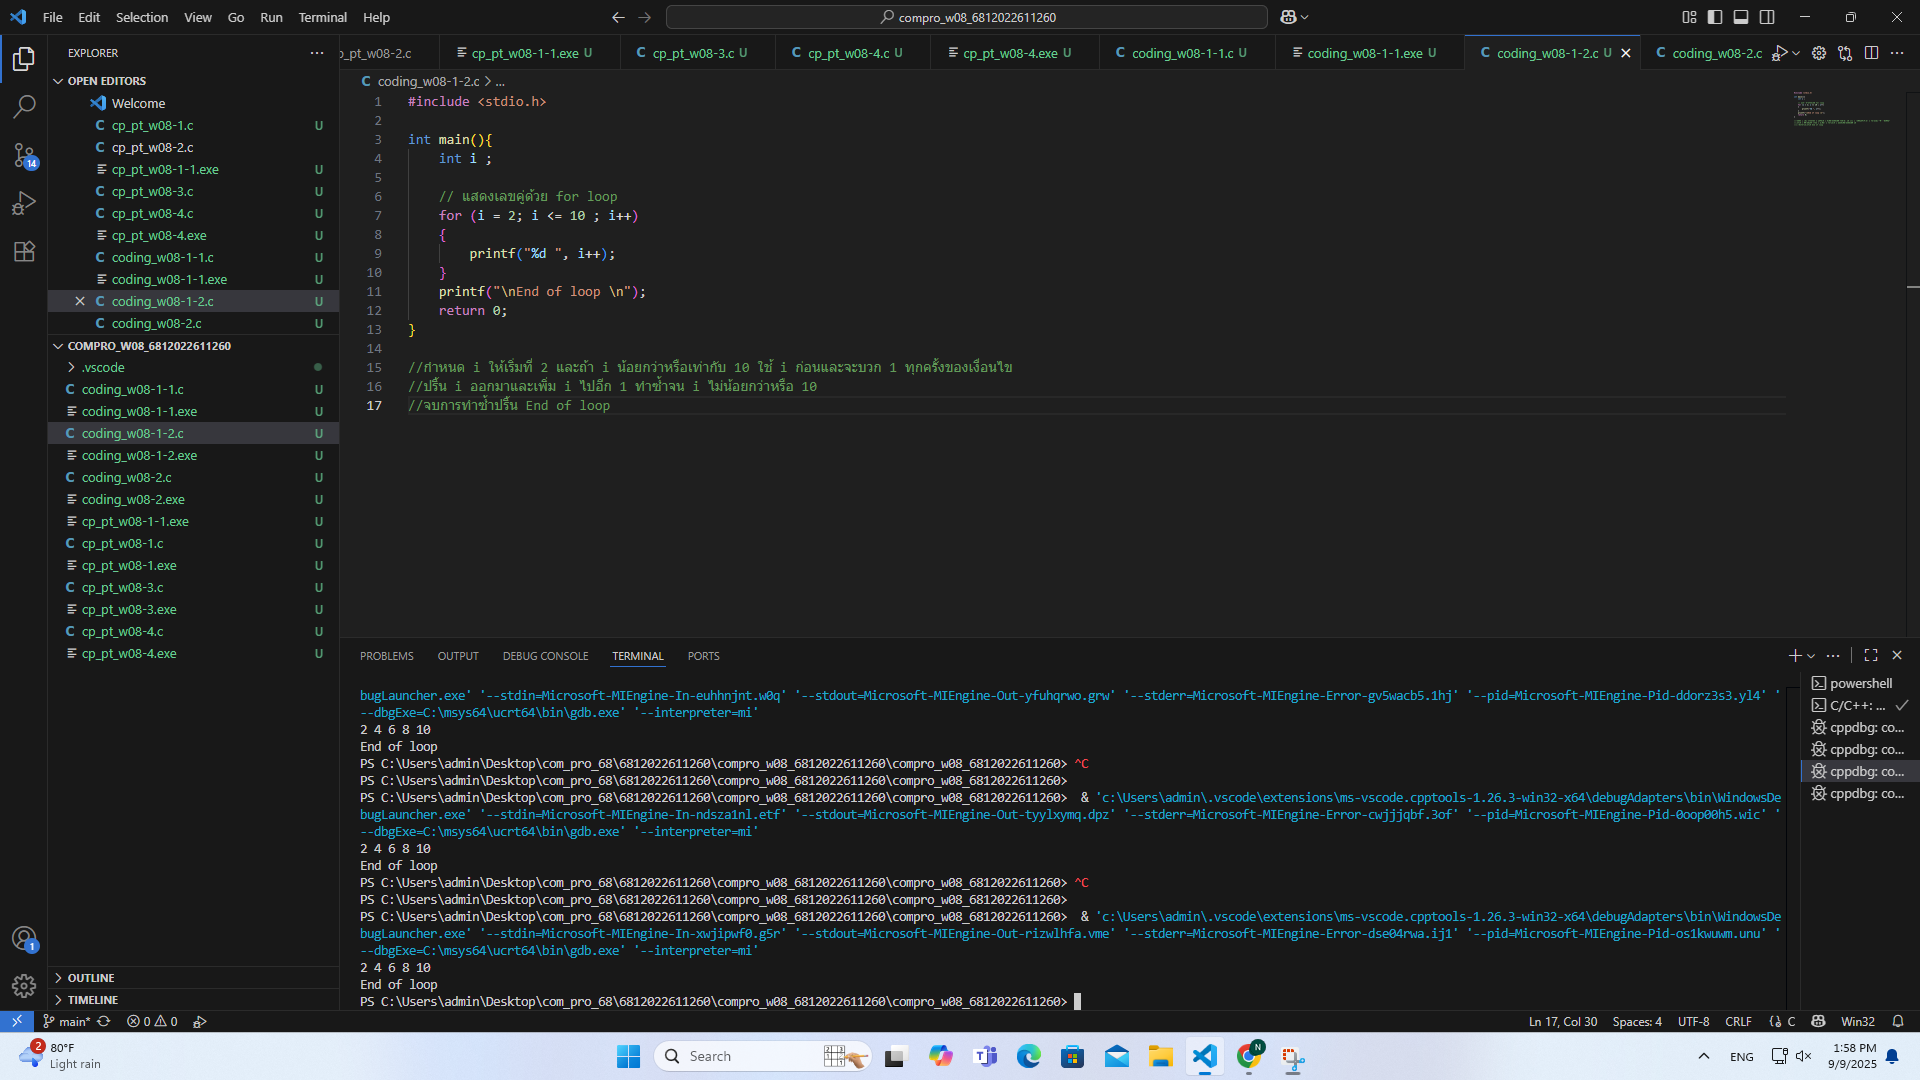 File Edit Selection View Go Run Terminal Help
compro_w08_6812022611260
EXPLORER
OPEN EDITORS
Welcome
cp_pt_w08-1.c U
cp_pt_w08-2.c
cp_pt_w08-1-1.exe U
cp_pt_w08-3.c U
cp_pt_w08-4.c U
cp_pt_w08-4.exe U
coding_w08-1-1.c U
coding_w08-1-1.exe U
coding_w08-1-2.c U
coding_w08-2.c U
COMPRO_W08_6812022611260
.vscode
coding_w08-1-1.c U
coding_w08-1-1.exe U
coding_w08-1-2.c U
coding_w08-1-2.exe U
coding_w08-2.c U
coding_w08-2.exe U
cp_pt_w08-1-1.exe U
cp_pt_w08-1.c U
cp_pt_w08-1.exe U
cp_pt_w08-3.c U
cp_pt_w08-3.exe U
cp_pt_w08-4.c U
cp_pt_w08-4.exe U
OUTLINE
TIMELINE
14
1
p_pt_w08-2.c cp_pt_w08-1-1.exe U cp_pt_w08-3.c U cp_pt_w08-4.c U cp_pt_w08-4.exe U coding_w08-1-1.c U coding_w08-1-1.exe U coding_w08-1-2.c U coding_w08-2.c
coding_w08-1-2.c > ...
1 #include <stdio.h>
2
3 int main(){
4 int i ;
5
6 // แสดงเลขคู่ด้วย for loop
7 for (i = 2; i <= 10 ; i++)
8 {
9 printf("%d ", i++);
10 }
11 printf("\nEnd of loop \n");
12 return 0;
13 }
14
15 //กำหนด i ให้เริ่มที่ 2 และถ้า i น้อยกว่าหรือเท่ากับ 10 ใช้ i ก่อนและจะบวก 1 ทุกครั้งของเงื่อนไข
16 //ปริ้น i ออกมาและเพิ่ม i ไปอีก 1 ทำซ้ำจน i ไม่น้อยกว่าหรือ 10
17 //จบการทำซ้ำปริ้น End of loop
PROBLEMS OUTPUT DEBUG CONSOLE TERMINAL PORTS
bugLauncher.exe' '--stdin=Microsoft-MIEngine-In-euhhnjnt.w0q' '--stdout=Microsoft-MIEngine-Out-yfuhqrwo.grw' '--stderr=Microsoft-MIEngine-Error-gv5wacb5.1hj' '--pid=Microsoft-MIEngine-Pid-ddorz3s3.yl4' '
--dbgExe=C:\msys64\ucrt64\bin\gdb.exe' '--interpreter=mi'
2 4 6 8 10
End of loop
PS C:\Users\admin\Desktop\com_pro_68\6812022611260\compro_w08_6812022611260\compro_w08_6812022611260> ^C
PS C:\Users\admin\Desktop\com_pro_68\6812022611260\compro_w08_6812022611260\compro_w08_6812022611260>
PS C:\Users\admin\Desktop\com_pro_68\6812022611260\compro_w08_6812022611260\compro_w08_6812022611260> & 'c:\Users\admin\.vscode\extensions\ms-vscode.cpptools-1.26.3-win32-x64\debugAdapters\bin\WindowsDe
bugLauncher.exe' '--stdin=Microsoft-MIEngine-In-ndsza1nl.etf' '--stdout=Microsoft-MIEngine-Out-tyylxymq.dpz' '--stderr=Microsoft-MIEngine-Error-cwjjjqbf.3of' '--pid=Microsoft-MIEngine-Pid-0oop00h5.wic' '
--dbgExe=C:\msys64\ucrt64\bin\gdb.exe' '--interpreter=mi'
2 4 6 8 10
End of loop
PS C:\Users\admin\Desktop\com_pro_68\6812022611260\compro_w08_6812022611260\compro_w08_6812022611260> ^C
PS C:\Users\admin\Desktop\com_pro_68\6812022611260\compro_w08_6812022611260\compro_w08_6812022611260>
PS C:\Users\admin\Desktop\com_pro_68\6812022611260\compro_w08_6812022611260\compro_w08_6812022611260> & 'c:\Users\admin\.vscode\extensions\ms-vscode.cpptools-1.26.3-win32-x64\debugAdapters\bin\WindowsDe
bugLauncher.exe' '--stdin=Microsoft-MIEngine-In-xwjipwf0.g5r' '--stdout=Microsoft-MIEngine-Out-rizwlhfa.vme' '--stderr=Microsoft-MIEngine-Error-dse04rwa.ij1' '--pid=Microsoft-MIEngine-Pid-os1kwuwm.unu' '
--dbgExe=C:\msys64\ucrt64\bin\gdb.exe' '--interpreter=mi'
2 4 6 8 10
End of loop
PS C:\Users\admin\Desktop\com_pro_68\6812022611260\compro_w08_6812022611260\compro_w08_6812022611260>
powershell
C/C++: ...
cppdbg: co...
cppdbg: co...
cppdbg: co...
cppdbg: co...
main* 0 0 Ln 17, Col 30 Spaces: 4 UTF-8 CRLF {} C Win32
2
80°F
Light rain
Search
N
ENG
1:58 PM
9/9/2025